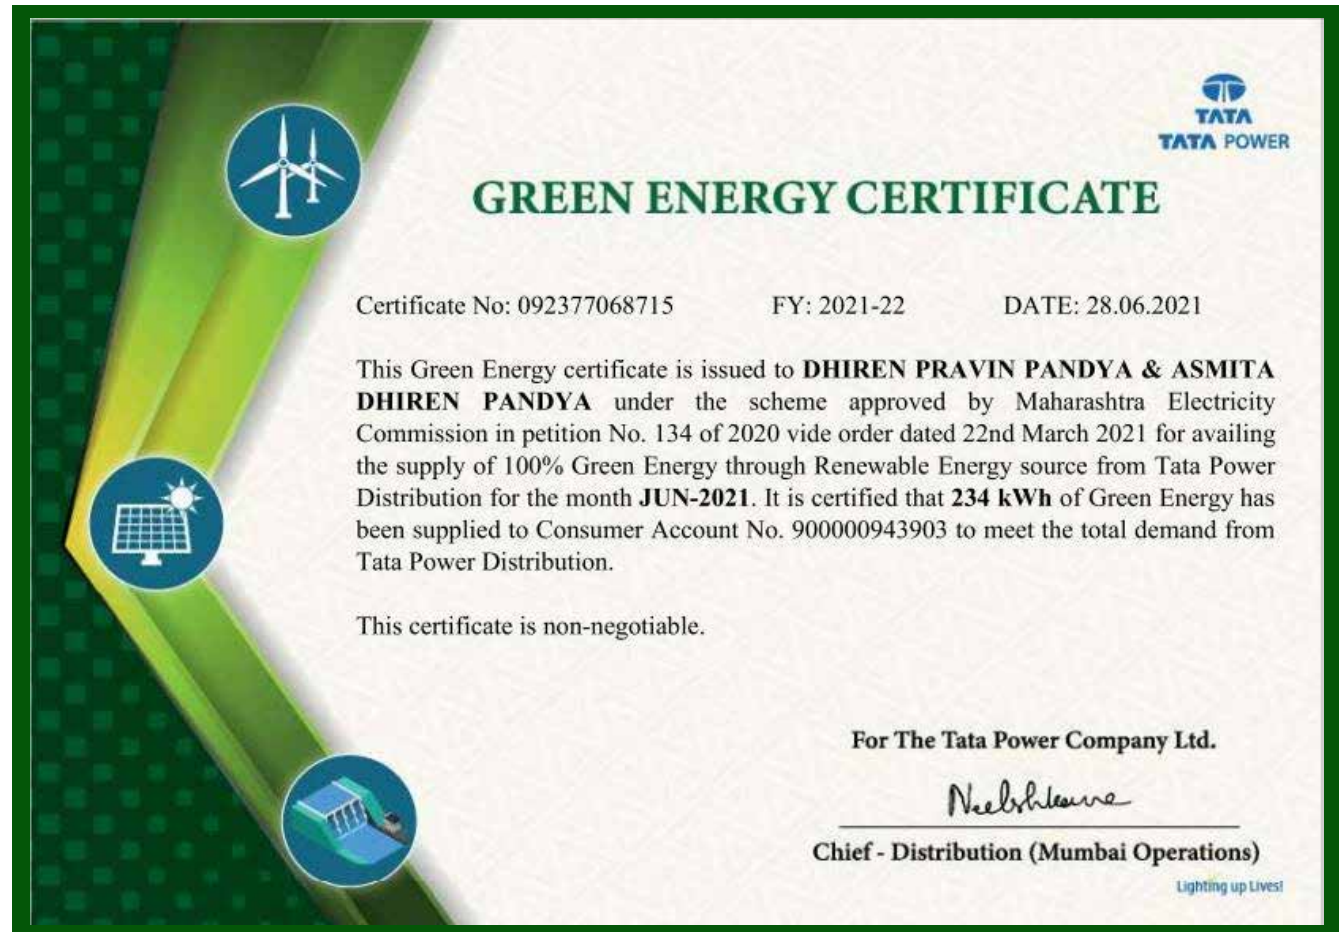 TATA
TATA POWER
GREEN ENERGY CERTIFICATE
Certificate No: 092377068715 FY: 2021-22 DATE: 28.06.2021
This Green Energy certificate is issued to DHIREN PRAVIN PANDYA & ASMITA
DHIREN PANDYA under the scheme approved by Maharashtra Electricity
Commission in petition No. 134 of 2020 vide order dated 22nd March 2021 for availing
the supply of 100% Green Energy through Renewable Energy source from Tata Power
Distribution for the month JUN-2021. It is certified that 234 kWh of Green Energy has
been supplied to Consumer Account No. 900000943903 to meet the total demand from
Tata Power Distribution.
This certificate is non-negotiable.
For The Tata Power Company Ltd.
Chief - Distribution (Mumbai Operations)
Lighting up Lives!